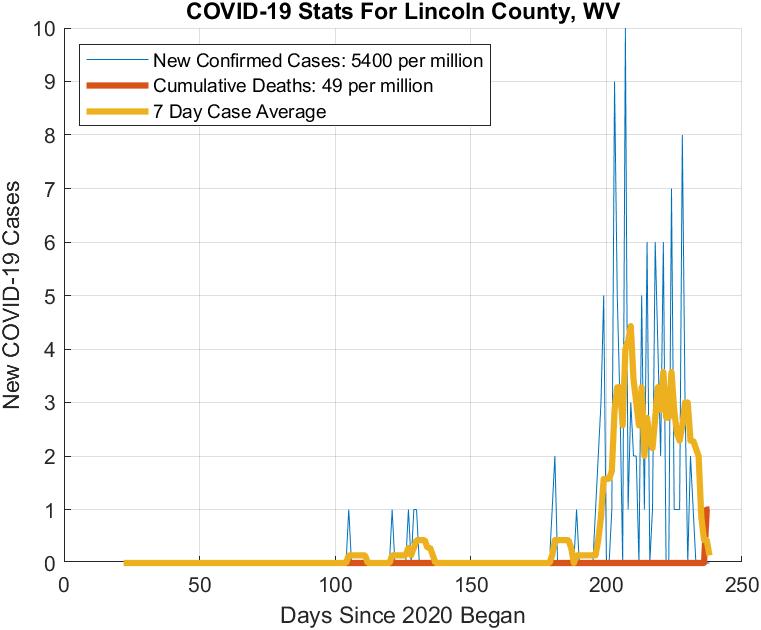 COVID-19 Stats For Lincoln County, WV
New Confirmed Cases: 5400 per million
Cumulative Deaths: 49 per million
7 Day Case Average
New COVID-19 Cases
10
9
8
7
6
5
4
3
2
1
0
0 50 100 150 200 250
Days Since 2020 Began